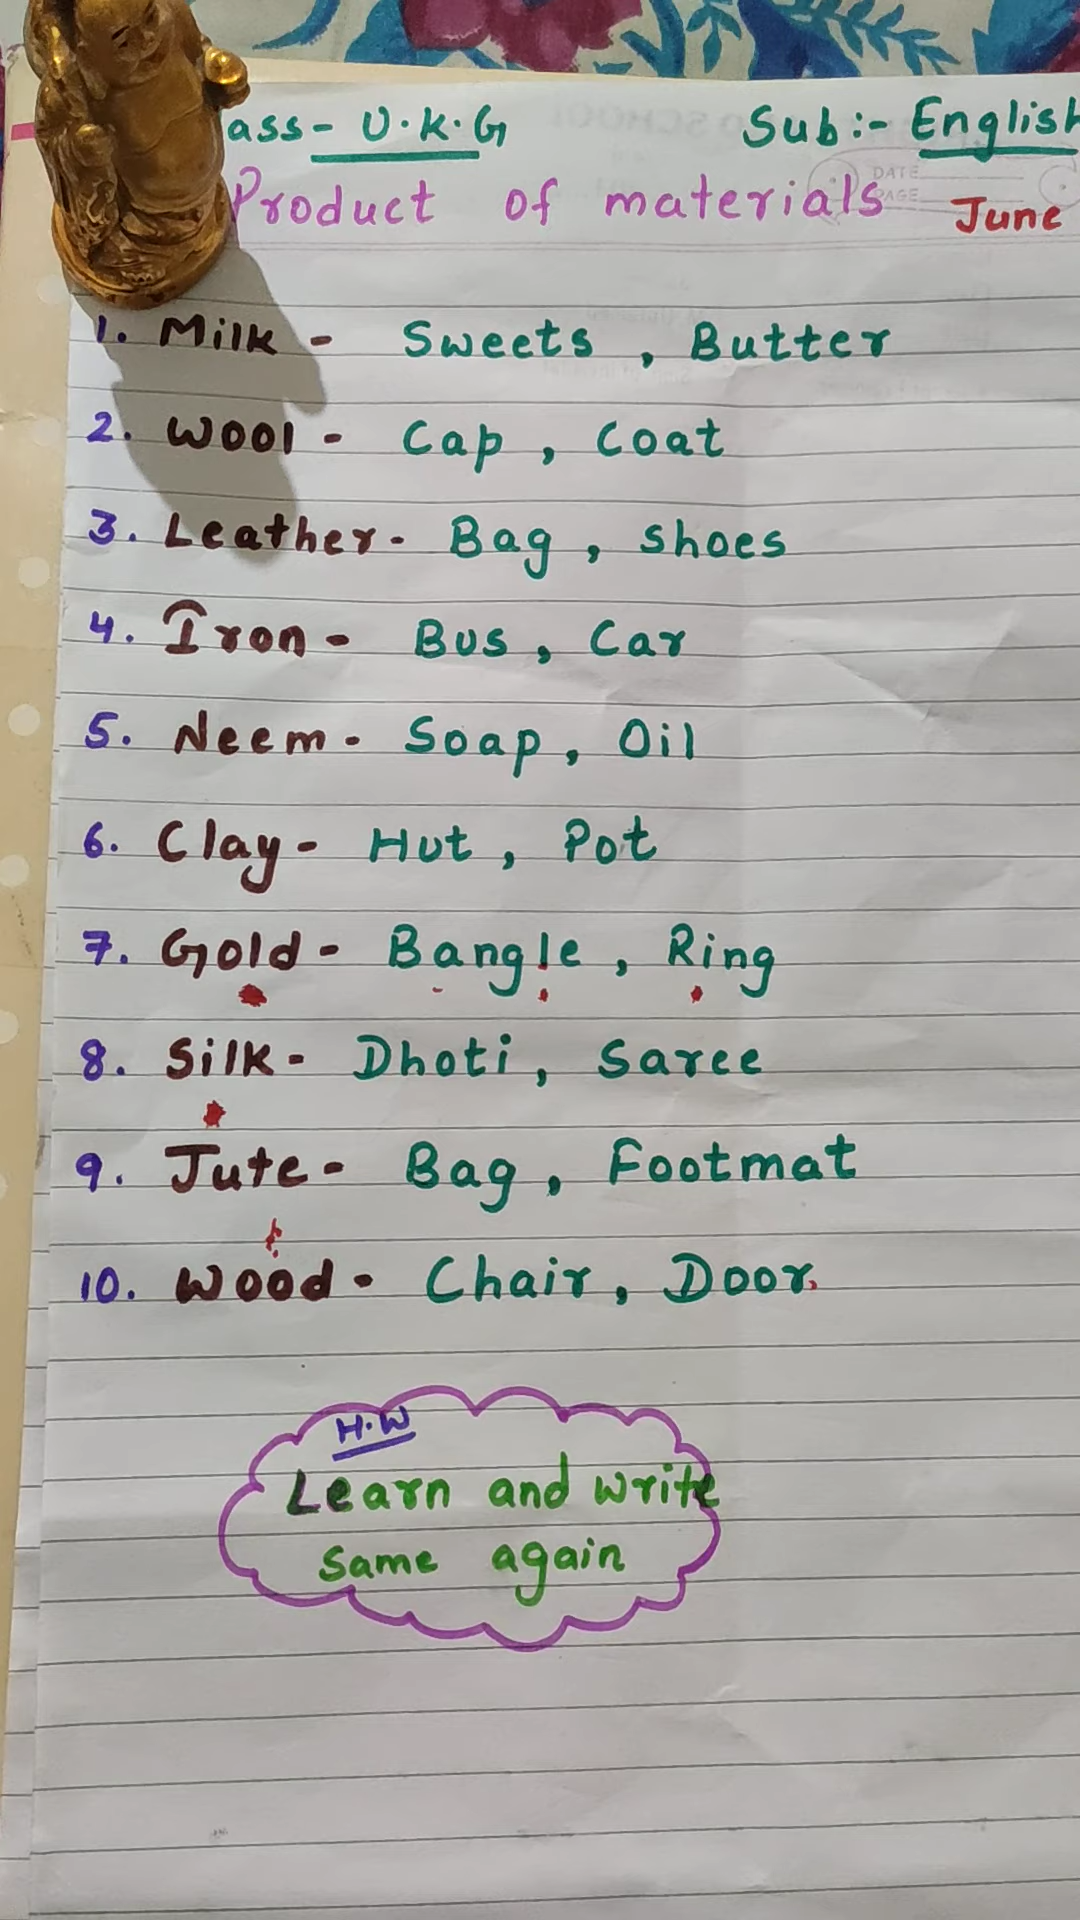 ass- U.K.G Sub:- English
DATE
PAGE
Product of materials June
1. Milk - Sweets, Butter
2. Wool - Cap, Coat
3. Leather- Bag, Shoes
4. Iron - Bus, Car
5. Neem - Soap, Oil
6. Clay - Hut, Pot
7. Gold - Bangle, Ring
8. Silk - Dhoti, Saree
9. Jute - Bag, Footmat
10. Wood - Chair, Door
H.W
Learn and write
same again